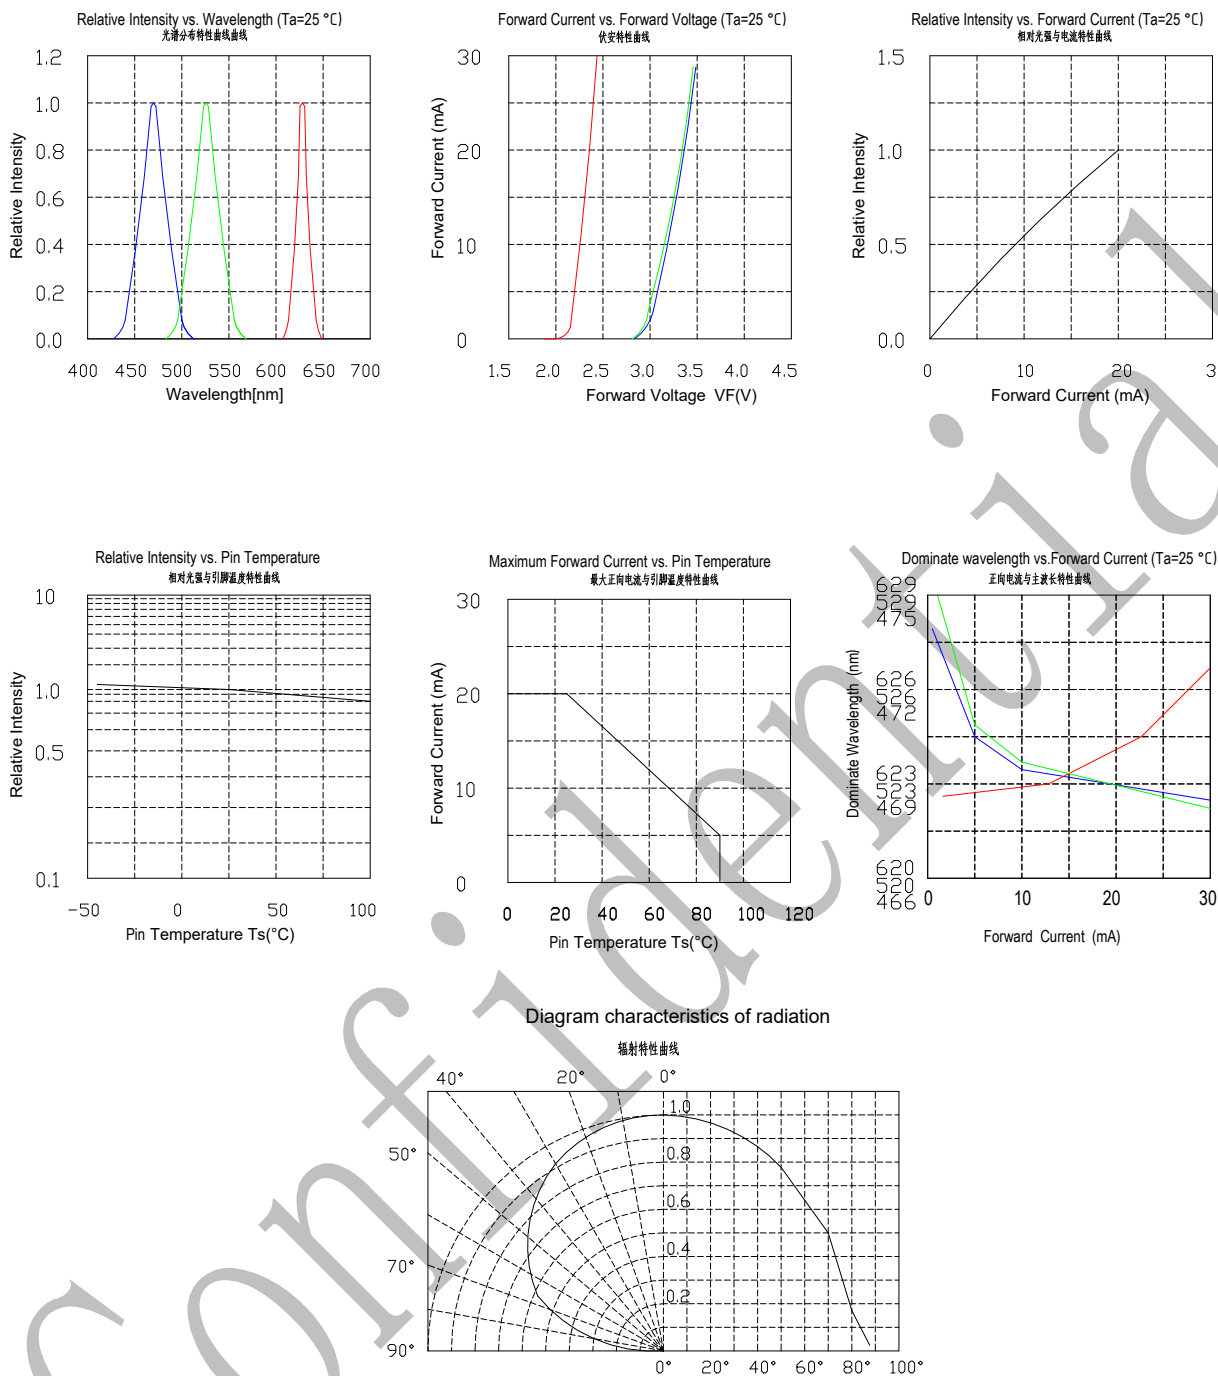 Relative Intensity vs. Wavelength (Ta=25 °C)
光谱分布特性曲线曲线
1.2
1.0
0.8
0.6
0.4
0.2
0.0
Relative Intensity
400 450 500 550 600 650 700
Wavelength[nm]
Forward Current vs. Forward Voltage (Ta=25 °C)
伏安特性曲线
30
20
10
0
Forward Current (mA)
1.5 2.0 2.5 3.0 3.5 4.0 4.5
Forward Voltage VF(V)
Relative Intensity vs. Forward Current (Ta=25 °C)
相对光强与电流特性曲线
1.5
1.0
0.5
0.0
Relative Intensity
0 10 20 3
Forward Current (mA)
Relative Intensity vs. Pin Temperature
相对光强与引脚温度特性曲线
10
1.0
0.5
0.1
Relative Intensity
-50 0 50 100
Pin Temperature Ts(°C)
Maximum Forward Current vs. Pin Temperature
最大正向电流与引脚温度特性曲线
30
20
10
0
Forward Current (mA)
0 20 40 60 80 100 120
Pin Temperature Ts(°C)
Dominate wavelength vs.Forward Current (Ta=25 °C)
正向电流与主波长特性曲线
629
529
475
626
526
472
623
523
469
620
520
466
Dominate Wavelength (nm)
0 10 20 30
Forward Current (mA)
Diagram characteristics of radiation
辐射特性曲线
40° 20° 0°
50°
70°
90°
1.0
0.8
0.6
0.4
0.2
0° 20° 40° 60° 80° 100°
Confidential